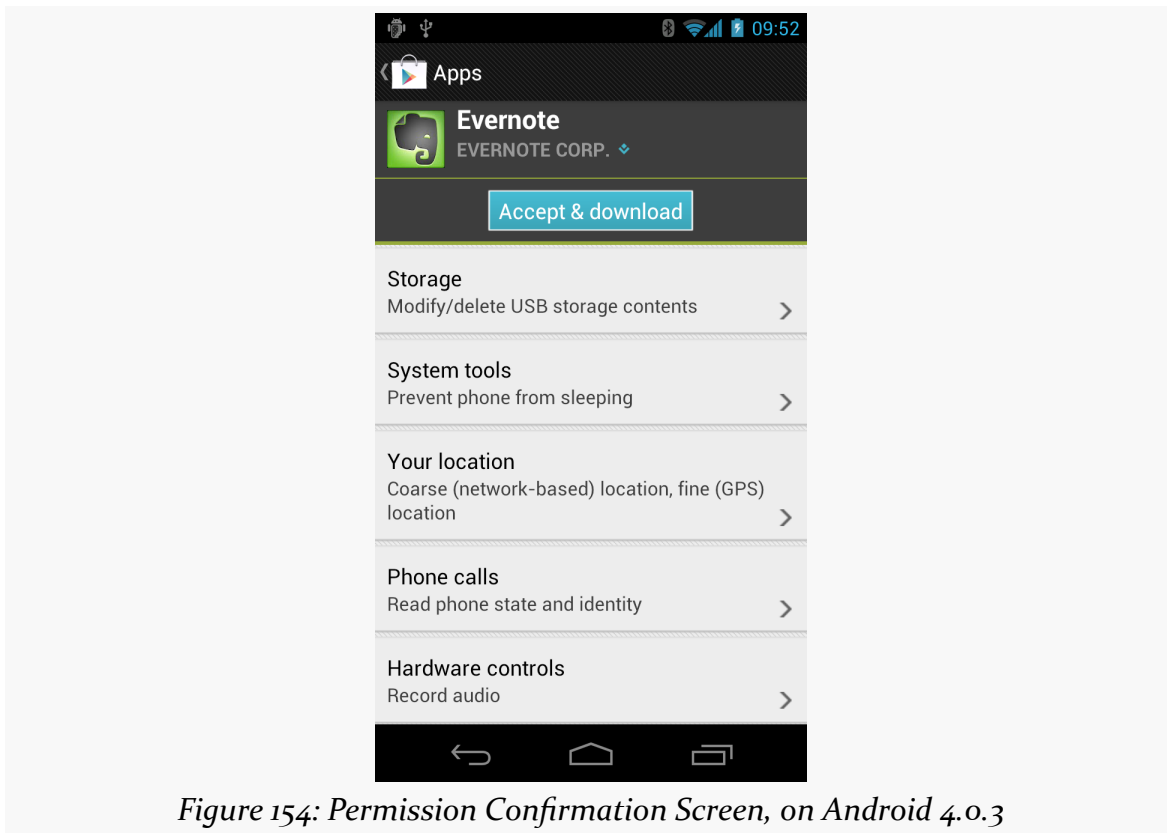 09:52
Apps
Evernote
EVERNOTE CORP.
Accept & download
Storage
Modify/delete USB storage contents
System tools
Prevent phone from sleeping
Your location
Coarse (network-based) location, fine (GPS)
location
Phone calls
Read phone state and identity
Hardware controls
Record audio
Figure 154: Permission Confirmation Screen, on Android 4.0.3